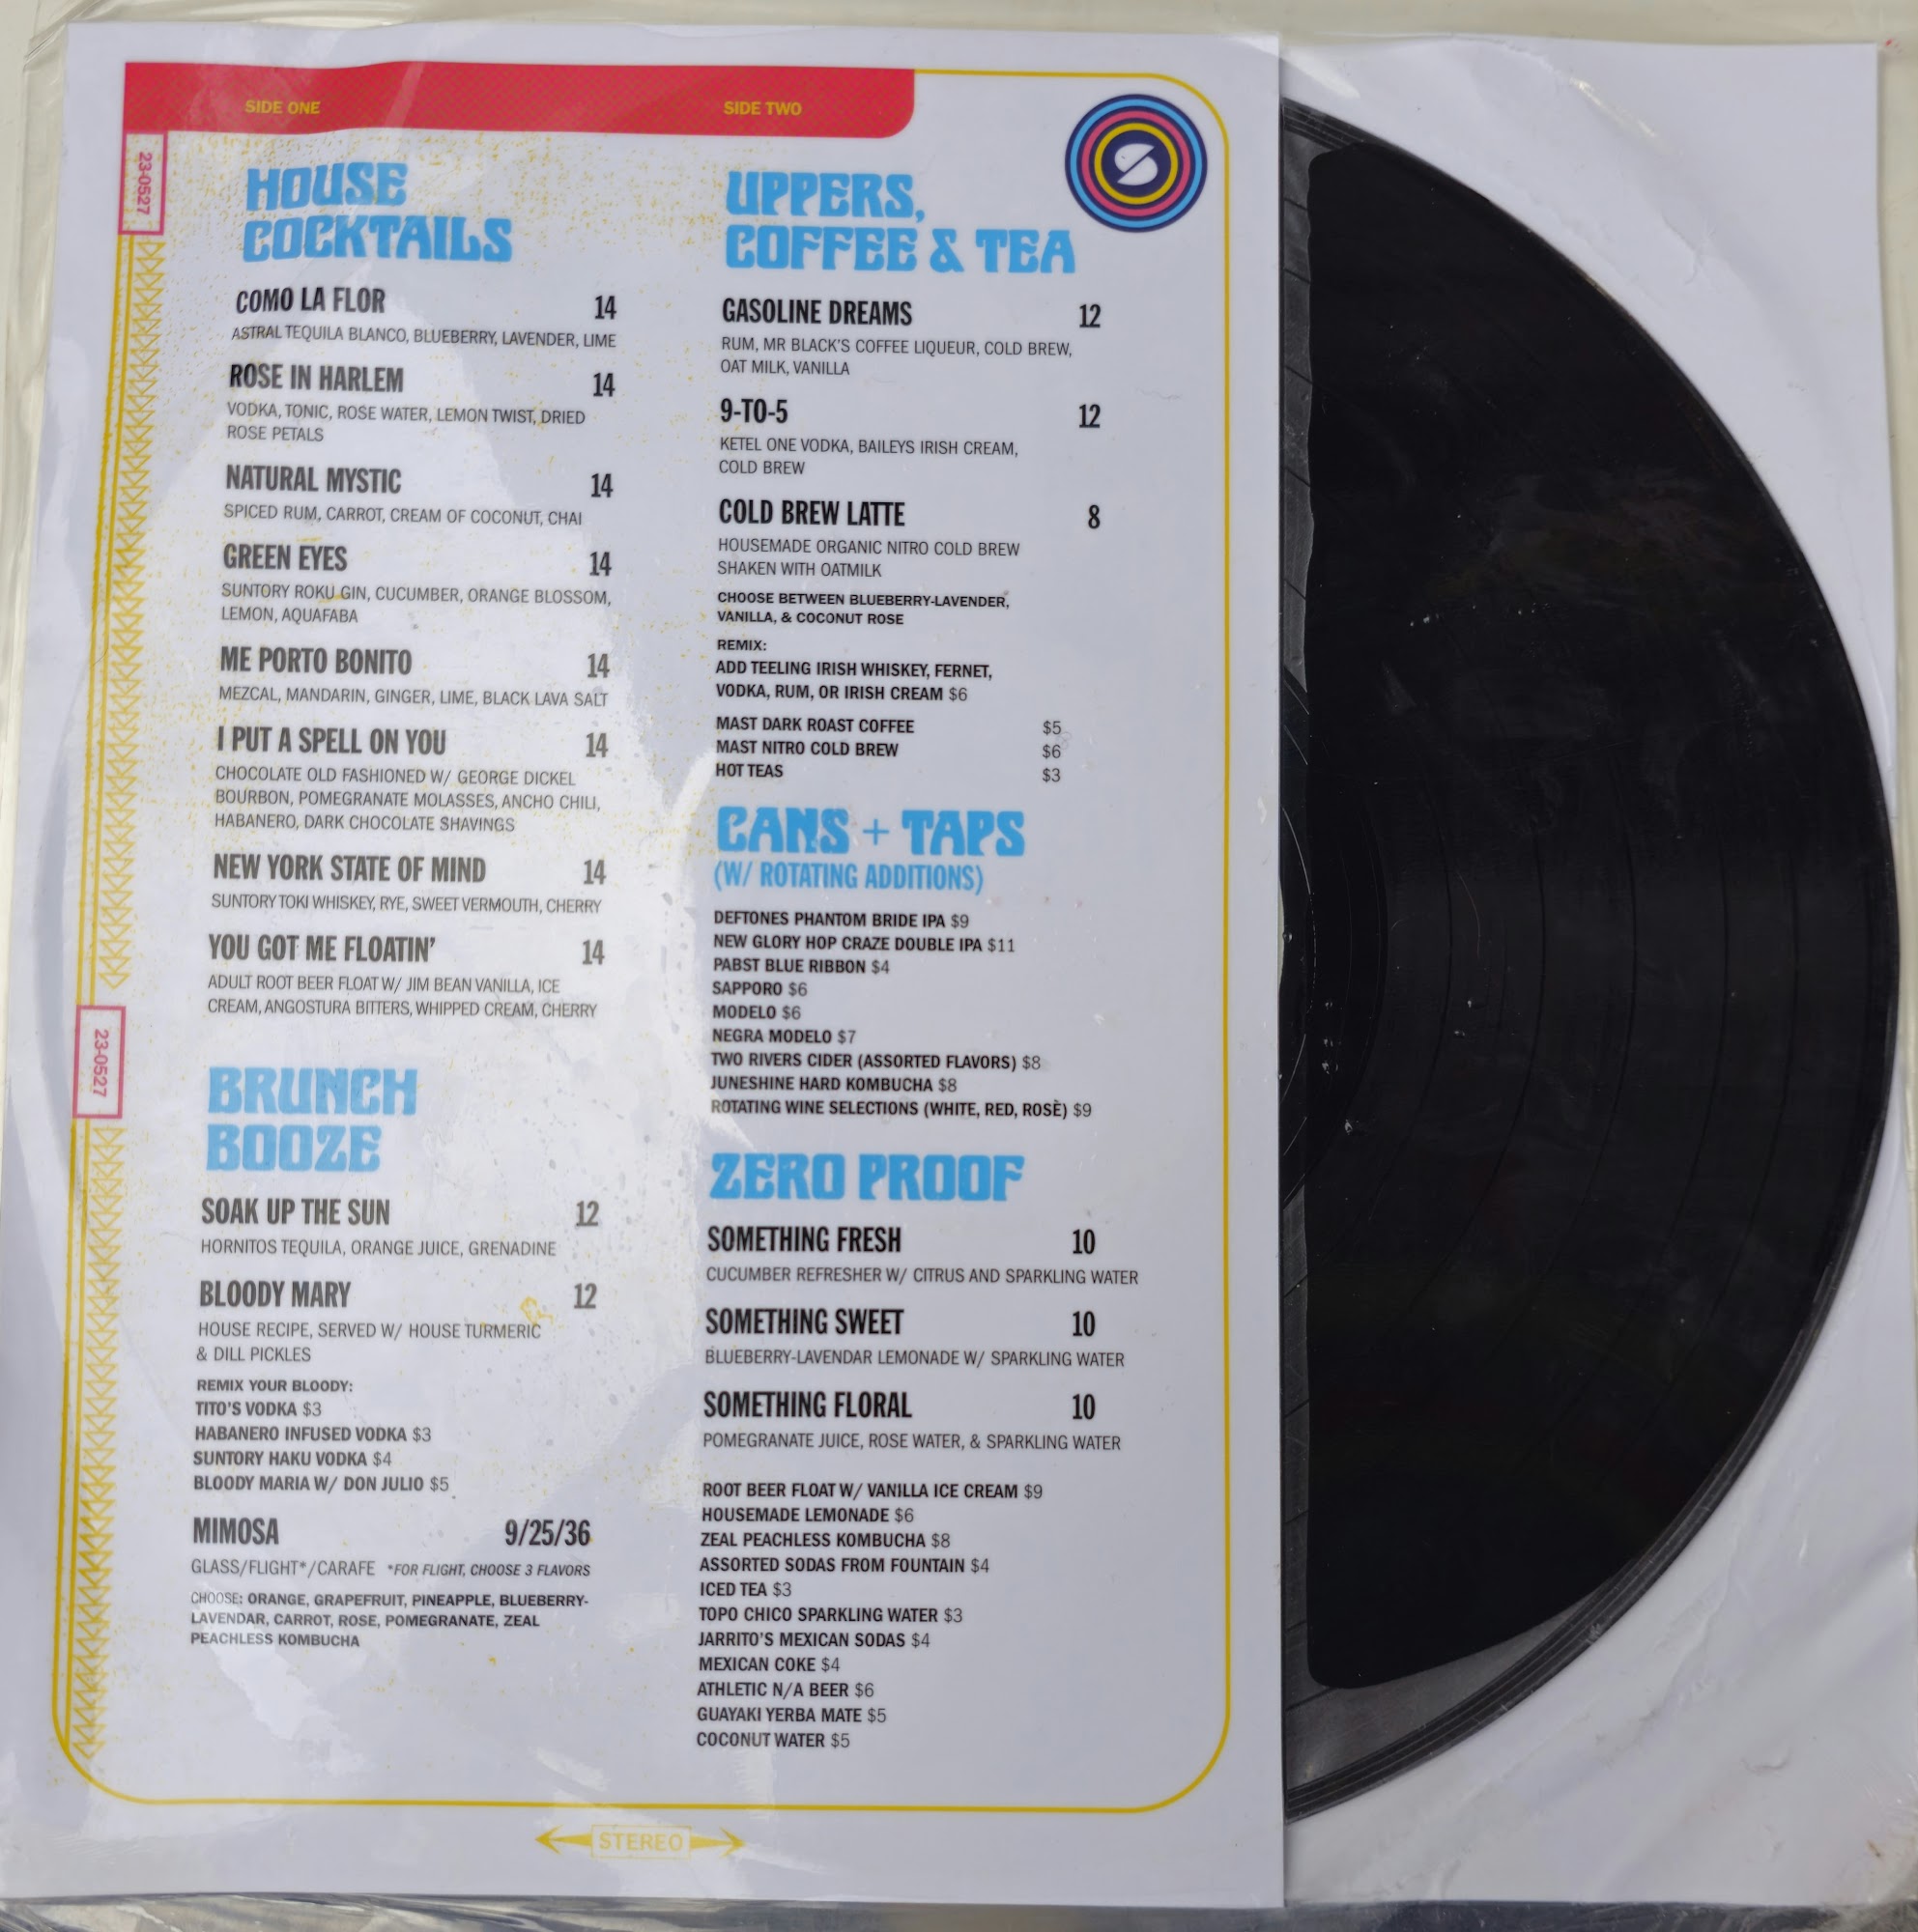 SIDE ONE
23-0527
HOUSE
COCKTAILS
COMO LA FLOR 14
ASTRAL TEQUILA BLANCO, BLUEBERRY, LAVENDER, LIME
ROSE IN HARLEM 14
VODKA, TONIC, ROSE WATER, LEMON TWIST, DRIED
ROSE PETALS
NATURAL MYSTIC 14
SPICED RUM, CARROT, CREAM OF COCONUT, CHAI
GREEN EYES 14
SUNTORY ROKU GIN, CUCUMBER, ORANGE BLOSSOM,
LEMON, AQUAFABA
ME PORTO BONITO 14
MEZCAL, MANDARIN, GINGER, LIME, BLACK LAVA SALT
I PUT A SPELL ON YOU 14
CHOCOLATE OLD FASHIONED W/ GEORGE DICKEL
BOURBON, POMEGRANATE MOLASSES, ANCHO CHILI,
HABANERO, DARK CHOCOLATE SHAVINGS
NEW YORK STATE OF MIND 14
SUNTORY TOKI WHISKEY, RYE, SWEET VERMOUTH, CHERRY
YOU GOT ME FLOATIN' 14
ADULT ROOT BEER FLOAT W/ JIM BEAN VANILLA, ICE
CREAM, ANGOSTURA BITTERS, WHIPPED CREAM, CHERRY
23-0527
BRUNCH
BOOZE
SOAK UP THE SUN 12
HORNITOS TEQUILA, ORANGE JUICE, GRENADINE
BLOODY MARY 12
HOUSE RECIPE, SERVED W/ HOUSE TURMERIC
& DILL PICKLES
REMIX YOUR BLOODY:
TITO'S VODKA $3
HABANERO INFUSED VODKA $3
SUNTORY HAKU VODKA $4
BLOODY MARIA W/ DON JULIO $5
MIMOSA 9/25/36
GLASS/FLIGHT*/CARAFE *FOR FLIGHT, CHOOSE 3 FLAVORS
CHOOSE: ORANGE, GRAPEFRUIT, PINEAPPLE, BLUEBERRY-
LAVENDAR, CARROT, ROSE, POMEGRANATE, ZEAL
PEACHLESS KOMBUCHA
SIDE TWO
S
UPPERS,
COFFEE & TEA
GASOLINE DREAMS 12
RUM, MR BLACK'S COFFEE LIQUEUR, COLD BREW,
OAT MILK, VANILLA
9-TO-5 12
KETEL ONE VODKA, BAILEYS IRISH CREAM,
COLD BREW
COLD BREW LATTE 8
HOUSEMADE ORGANIC NITRO COLD BREW
SHAKEN WITH OATMILK
CHOOSE BETWEEN BLUEBERRY-LAVENDER,
VANILLA, & COCONUT ROSE
REMIX:
ADD TEELING IRISH WHISKEY, FERNET,
VODKA, RUM, OR IRISH CREAM $6
MAST DARK ROAST COFFEE $5
MAST NITRO COLD BREW $6
HOT TEAS $3
CANS + TAPS
(W/ ROTATING ADDITIONS)
DEFTONES PHANTOM BRIDE IPA $9
NEW GLORY HOP CRAZE DOUBLE IPA $11
PABST BLUE RIBBON $4
SAPPORO $6
MODELO $6
NEGRA MODELO $7
TWO RIVERS CIDER (ASSORTED FLAVORS) $8
JUNESHINE HARD KOMBUCHA $8
ROTATING WINE SELECTIONS (WHITE, RED, ROSÈ) $9
ZERO PROOF
SOMETHING FRESH 10
CUCUMBER REFRESHER W/ CITRUS AND SPARKLING WATER
SOMETHING SWEET 10
BLUEBERRY-LAVENDAR LEMONADE W/ SPARKLING WATER
SOMETHING FLORAL 10
POMEGRANATE JUICE, ROSE WATER, & SPARKLING WATER
ROOT BEER FLOAT W/ VANILLA ICE CREAM $9
HOUSEMADE LEMONADE $6
ZEAL PEACHLESS KOMBUCHA $8
ASSORTED SODAS FROM FOUNTAIN $4
ICED TEA $3
TOPO CHICO SPARKLING WATER $3
JARRITO'S MEXICAN SODAS $4
MEXICAN COKE $4
ATHLETIC N/A BEER $6
GUAYAKI YERBA MATE $5
COCONUT WATER $5
STEREO